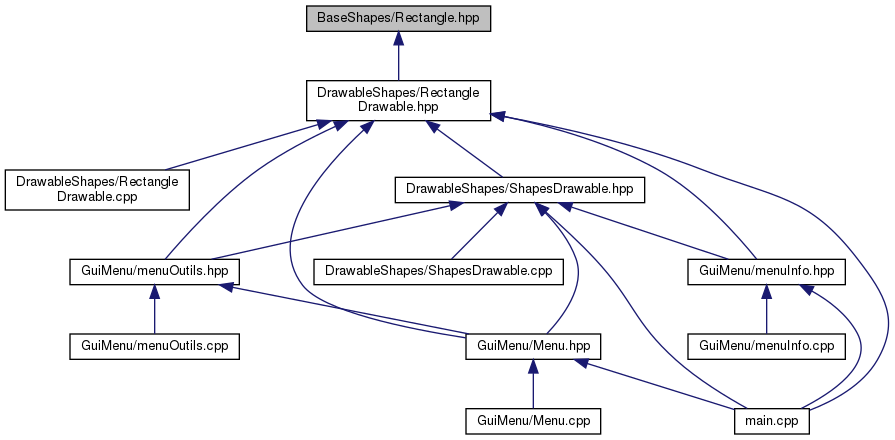 BaseShapes/Rectangle.hpp
DrawableShapes/Rectangle
Drawable.hpp
DrawableShapes/Rectangle
Drawable.cpp
DrawableShapes/ShapesDrawable.hpp
GuiMenu/menuOutils.hpp
DrawableShapes/ShapesDrawable.cpp
GuiMenu/menuInfo.hpp
GuiMenu/menuOutils.cpp
GuiMenu/Menu.hpp
GuiMenu/menuInfo.cpp
GuiMenu/Menu.cpp
main.cpp